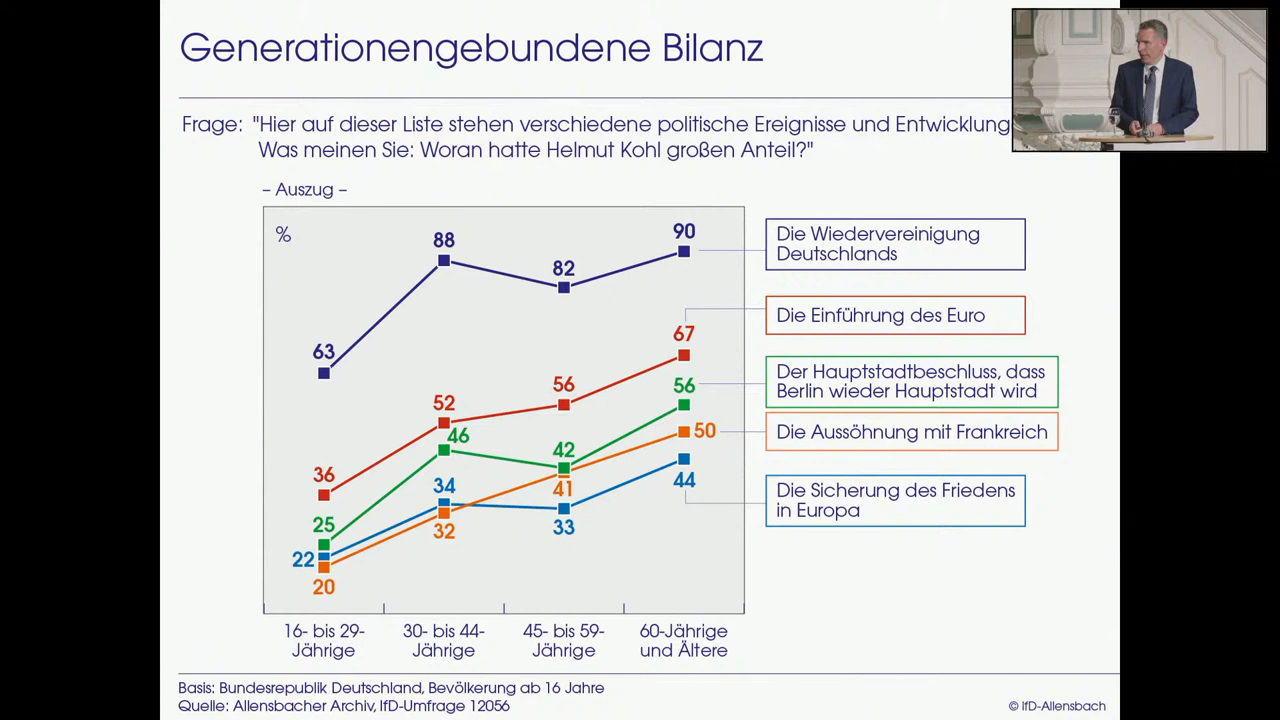 Generationengebundene Bilanz
Frage: "Hier auf dieser Liste stehen verschiedene politische Ereignisse und Entwicklung
Was meinen Sie: Woran hatte Helmut Kohl großen Anteil?"
– Auszug –
%
63
88
82
90
36
52
56
67
25
46
42
56
22
34
33
44
20
32
41
50
Die Wiedervereinigung
Deutschlands
Die Einführung des Euro
Der Hauptstadtbeschluss, dass
Berlin wieder Hauptstadt wird
Die Aussöhnung mit Frankreich
Die Sicherung des Friedens
in Europa
16- bis 29-
Jährige
30- bis 44-
Jährige
45- bis 59-
Jährige
60-Jährige
und Ältere
Basis: Bundesrepublik Deutschland, Bevölkerung ab 16 Jahre
Quelle: Allensbacher Archiv, IfD-Umfrage 12056
© IfD-Allensbach